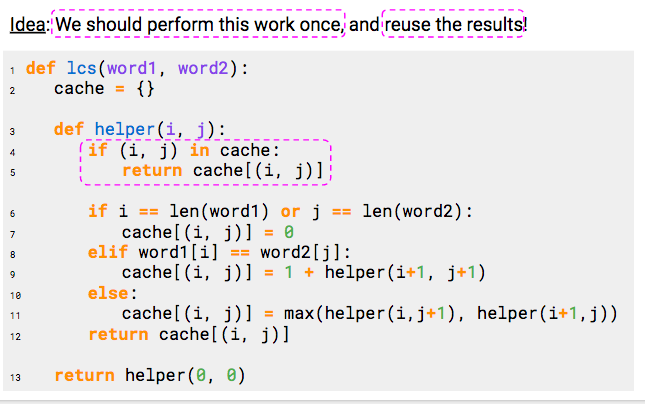 Idea: We should perform this work once, and reuse the results!
1 def lcs(word1, word2):
2 cache = {}
3 def helper(i, j):
4 if (i, j) in cache:
5 return cache[(i, j)]
6 if i == len(word1) or j == len(word2):
7 cache[(i, j)] = 0
8 elif word1[i] == word2[j]:
9 cache[(i, j)] = 1 + helper(i+1, j+1)
10 else:
11 cache[(i, j)] = max(helper(i,j+1), helper(i+1,j))
12 return cache[(i, j)]
13 return helper(0, 0)